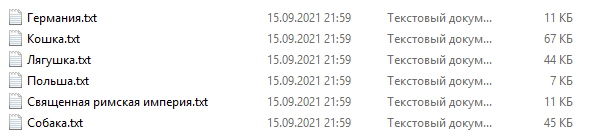 Германия.txt 15.09.2021 21:59 Текстовый докум... 11 КБ
Кошка.txt 15.09.2021 21:59 Текстовый докум... 67 КБ
Лягушка.txt 15.09.2021 21:59 Текстовый докум... 44 КБ
Польша.txt 15.09.2021 21:59 Текстовый докум... 7 КБ
Священная римская империя.txt 15.09.2021 21:59 Текстовый докум... 11 КБ
Собака.txt 15.09.2021 21:59 Текстовый докум... 45 КБ